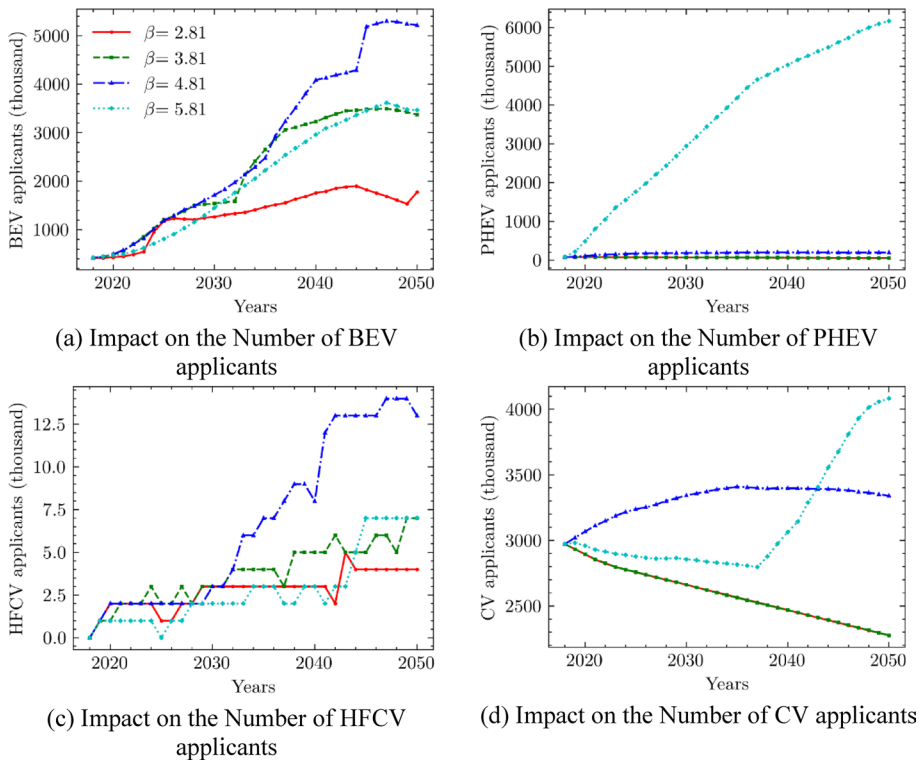 BEV applicants (thousand)
5000
4000
3000
2000
1000
β= 2.81
β= 3.81
β= 4.81
β= 5.81
2020 2030 2040 2050
Years
(a) Impact on the Number of BEV
applicants
PHEV applicants (thousand)
6000
5000
4000
3000
2000
1000
0
2020 2030 2040 2050
Years
(b) Impact on the Number of PHEV
applicants
HFCV applicants (thousand)
12.5
10.0
7.5
5.0
2.5
0.0
2020 2030 2040 2050
Years
(c) Impact on the Number of HFCV
applicants
CV applicants (thousand)
4000
3500
3000
2500
2020 2030 2040 2050
Years
(d) Impact on the Number of CV applicants